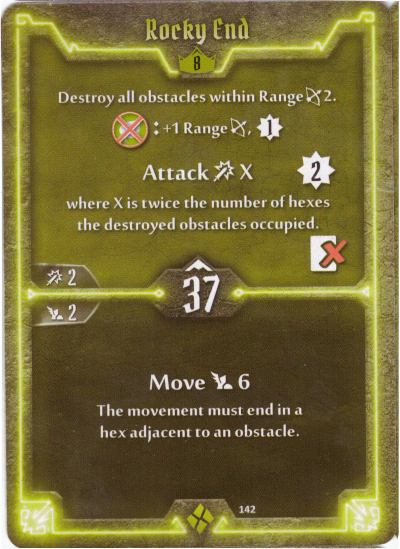 Rocky End
8
Destroy all obstacles within Range 2.
: +1 Range , 1
Attack X
2
where X is twice the number of hexes
the destroyed obstacles occupied.
2
37
2
Move 6
The movement must end in a
hex adjacent to an obstacle.
142